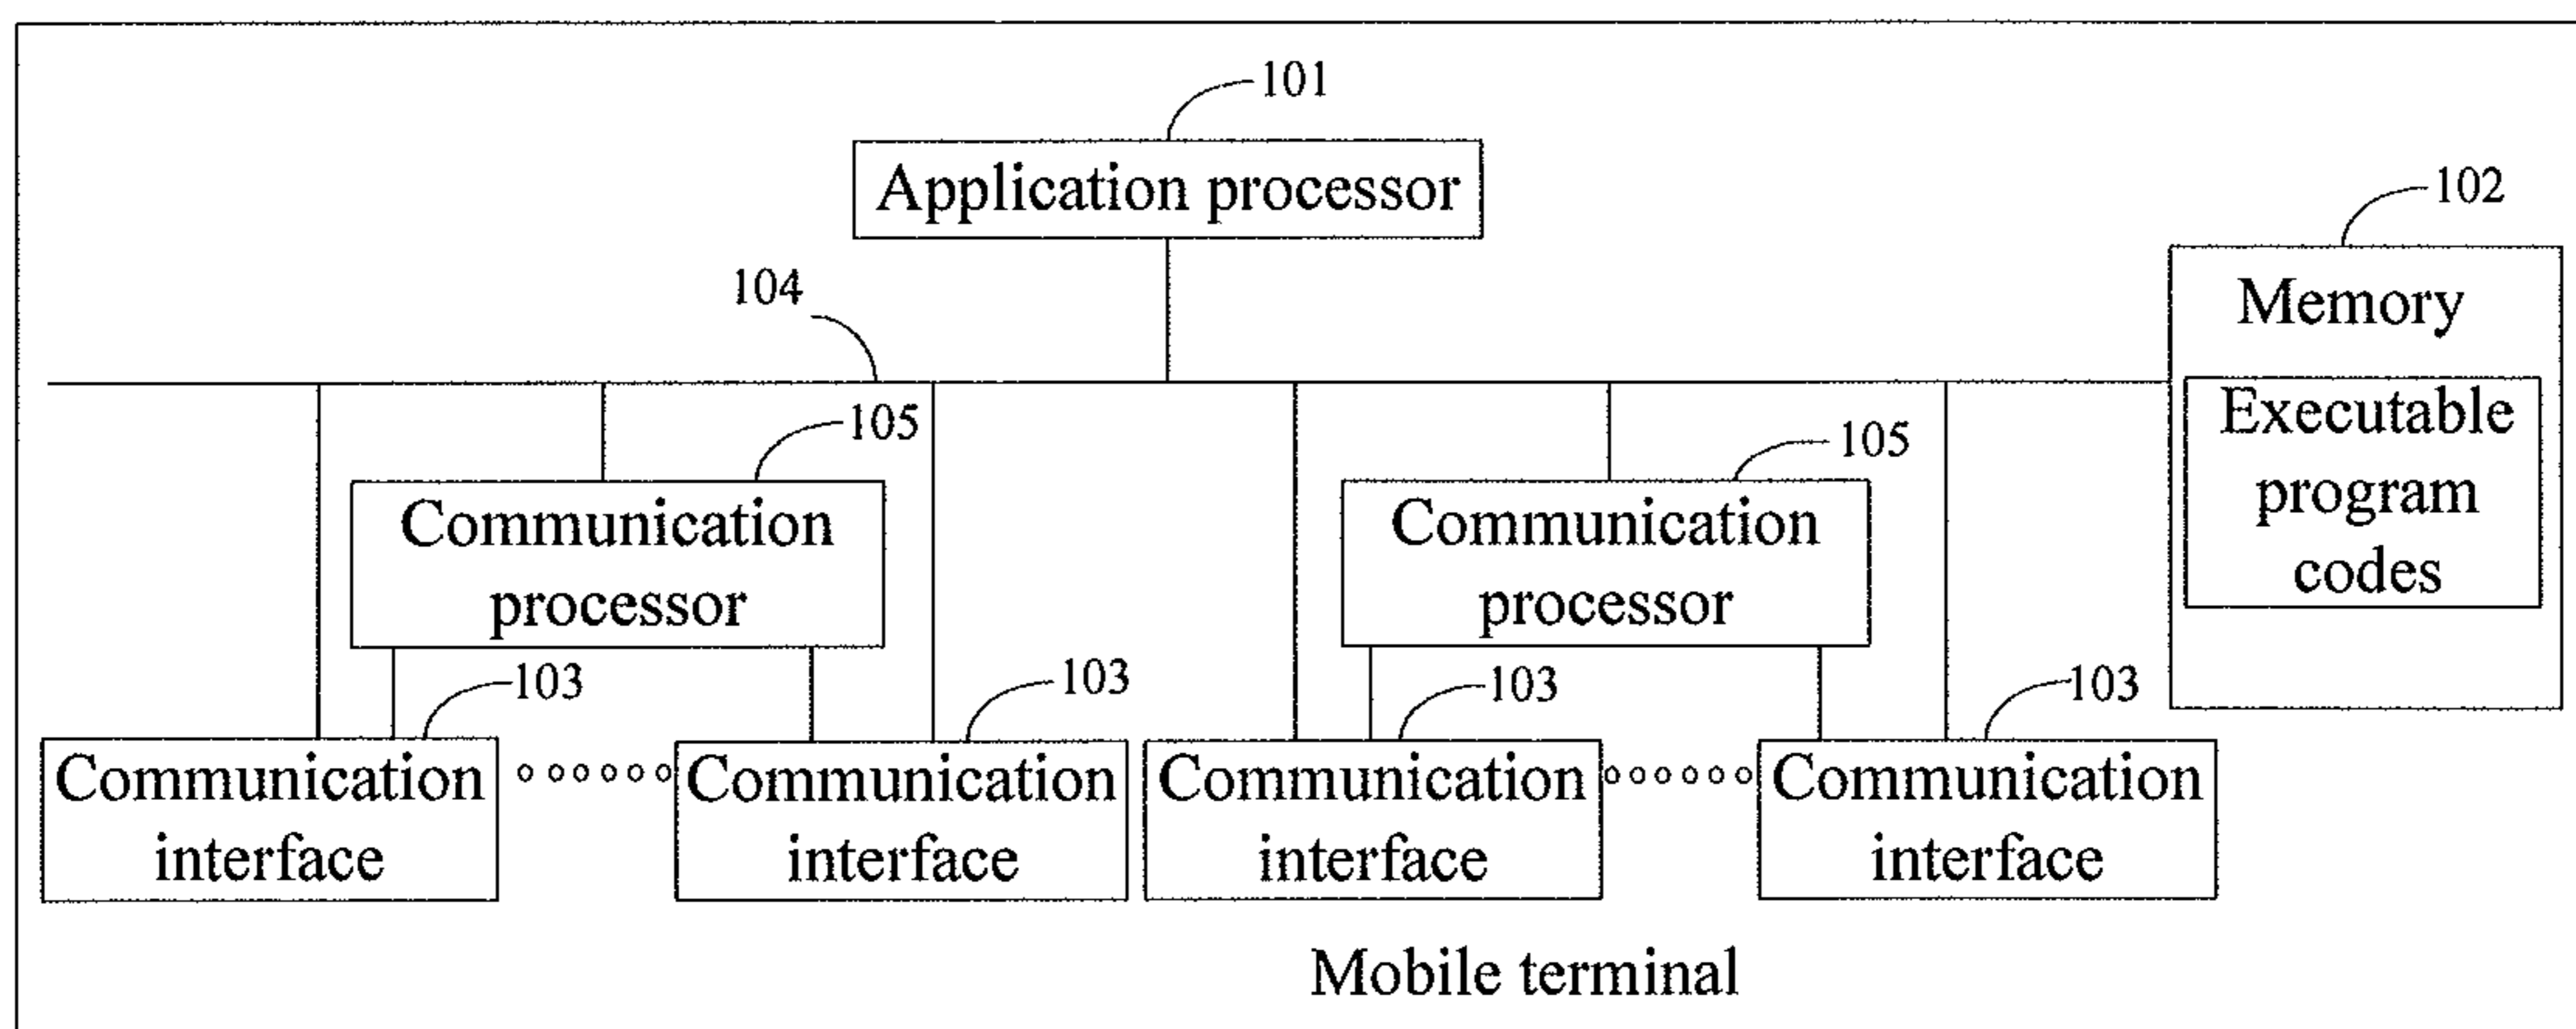 101
Application processor
102
Memory
104
Executable
program
codes
105
Communication
processor
105
Communication
processor
103
Communication
interface
103
Communication
interface
103
Communication
interface
103
Communication
interface
Mobile terminal